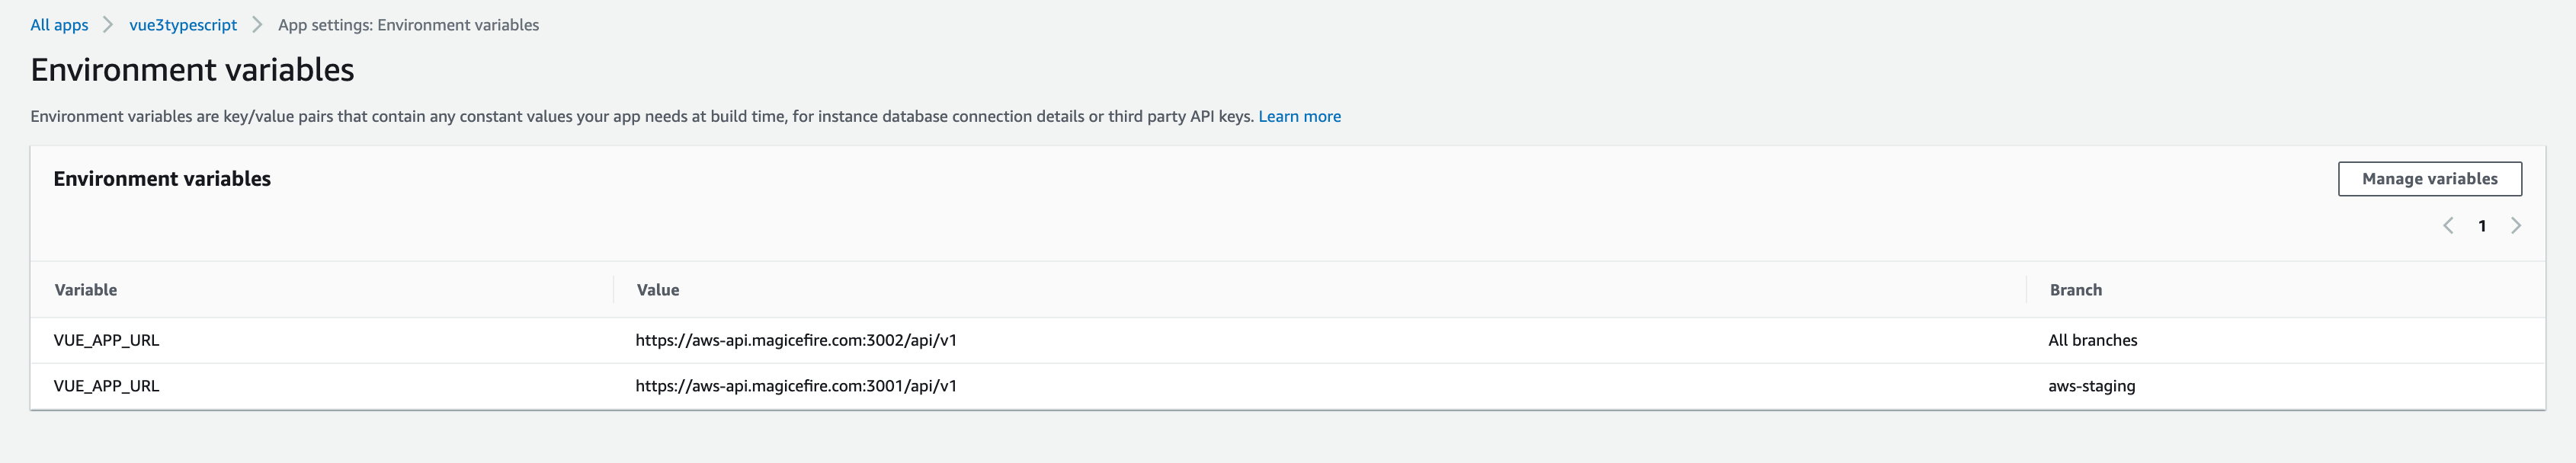 All apps > vue3typescript > App settings: Environment variables
Environment variables
Environment variables are key/value pairs that contain any constant values your app needs at build time, for instance database connection details or third party API keys. Learn more
Environment variables Manage variables
1
Variable Value Branch
VUE_APP_URL https://aws-api.magicefire.com:3002/api/v1 All branches
VUE_APP_URL https://aws-api.magicefire.com:3001/api/v1 aws-staging